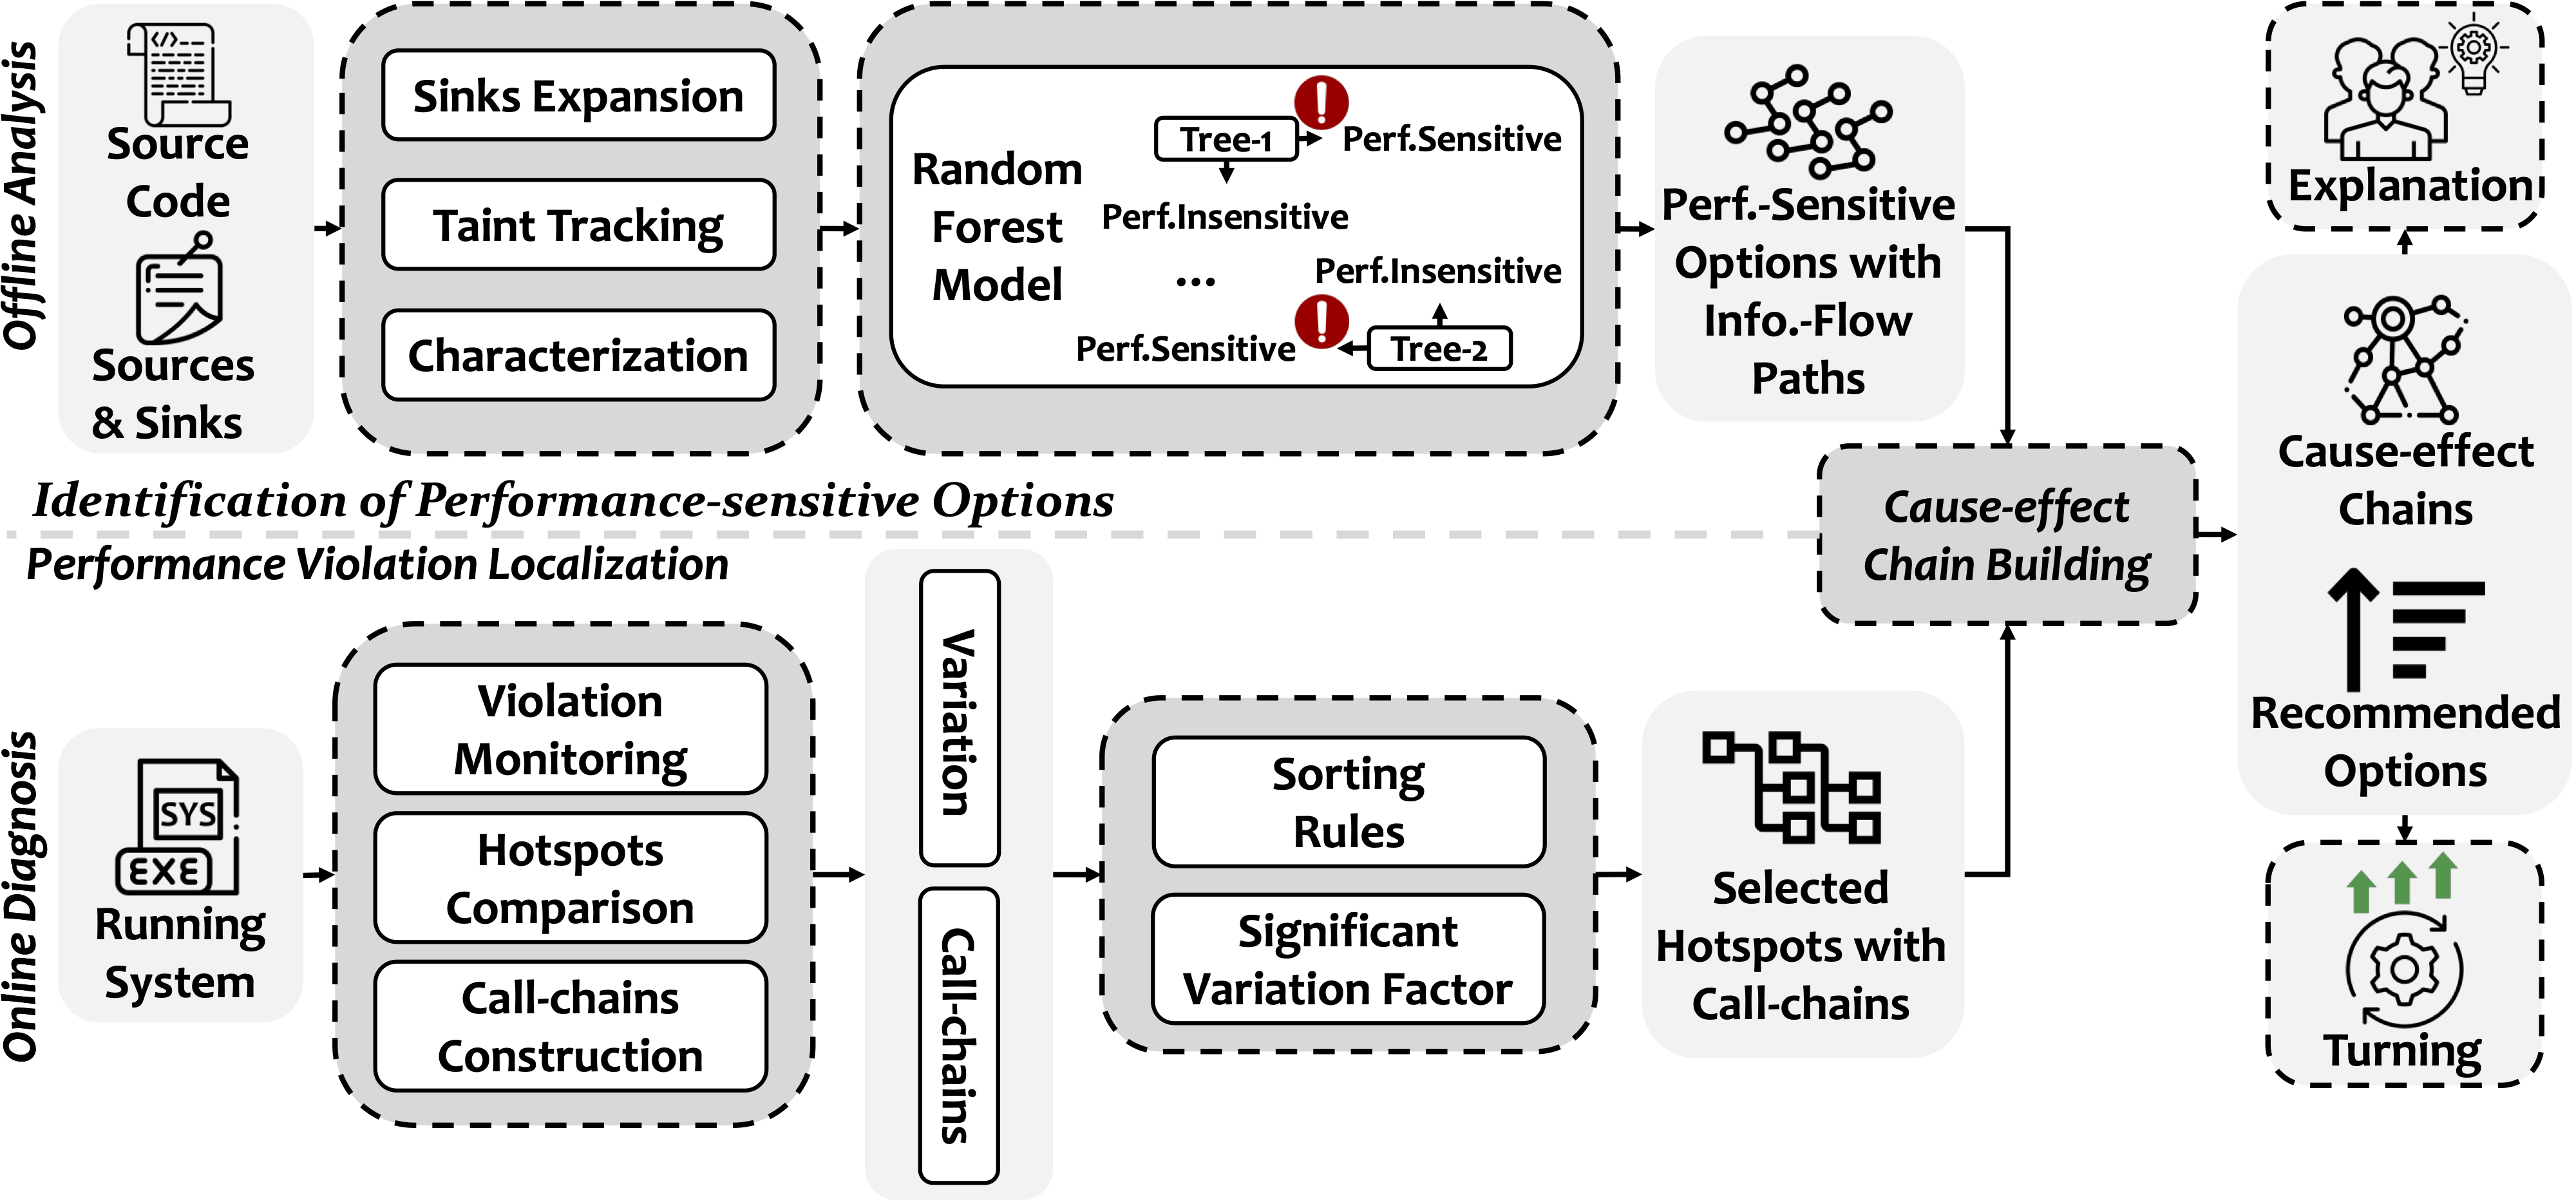 Offline Analysis
</>
Source
Code
Sources
& Sinks
Sinks Expansion
Taint Tracking
Characterization
Random
Forest
Model
Tree-1
Perf.Sensitive
Perf.Insensitive
...
Perf.Insensitive
Perf.Sensitive
Tree-2
Perf.-Sensitive
Options with
Info.-Flow
Paths
Identification of Performance-sensitive Options
Performance Violation Localization
Online Diagnosis
SYS
EXE
Running
System
Violation
Monitoring
Hotspots
Comparison
Call-chains
Construction
Variation
Call-chains
Sorting
Rules
Significant
Variation Factor
Selected
Hotspots with
Call-chains
Cause-effect
Chain Building
Explanation
Cause-effect
Chains
Recommended
Options
Turning